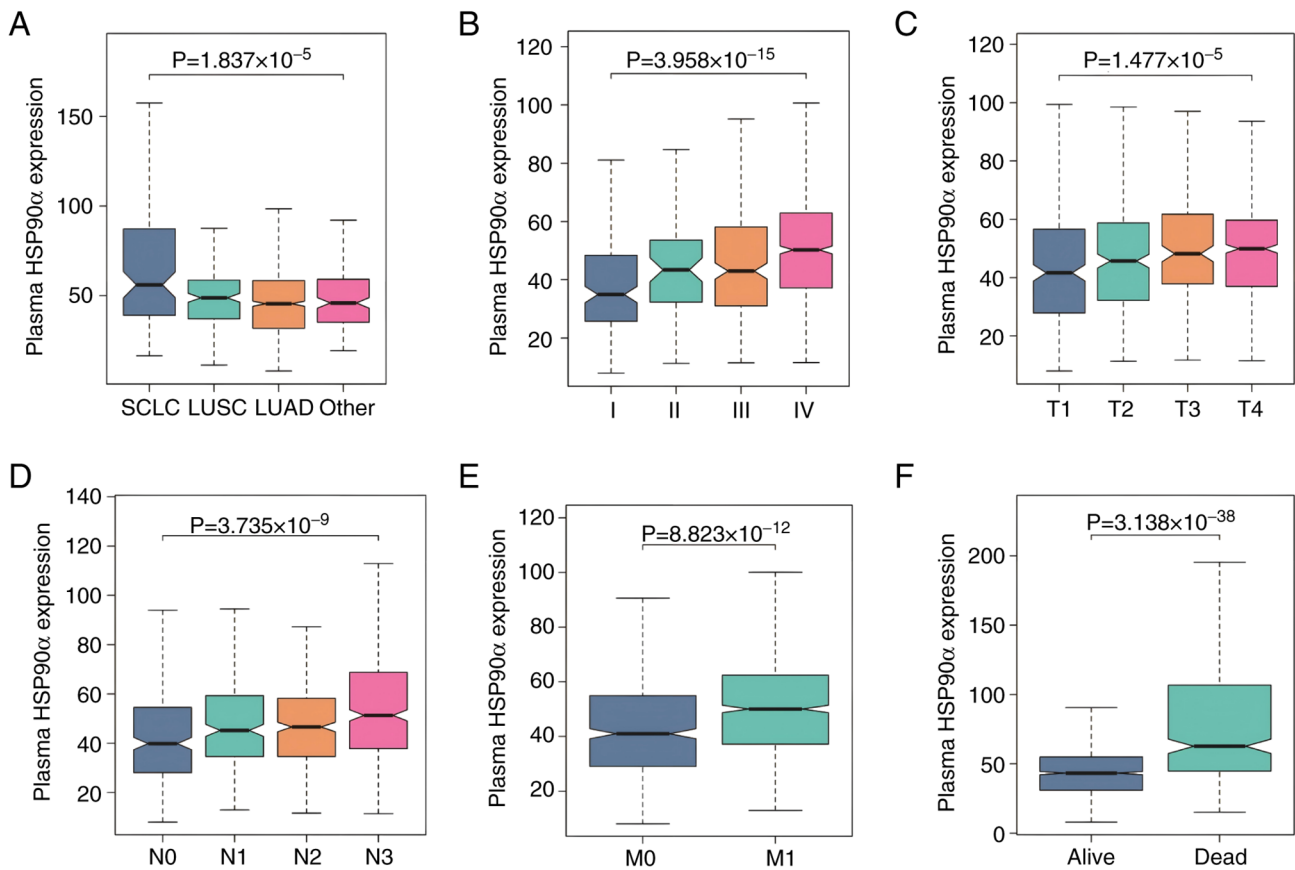 A
P=1.837×10⁻⁵
Plasma HSP90α expression
150
100
50
SCLC LUSC LUAD Other
B
P=3.958×10⁻¹⁵
Plasma HSP90α expression
120
100
80
60
40
20
I II III IV
C
P=1.477×10⁻⁵
Plasma HSP90α expression
120
100
80
60
40
20
T1 T2 T3 T4
D
P=3.735×10⁻⁹
Plasma HSP90α expression
140
120
100
80
60
40
20
N0 N1 N2 N3
E
P=8.823×10⁻¹²
Plasma HSP90α expression
120
100
80
60
40
20
M0 M1
F
P=3.138×10⁻³⁸
Plasma HSP90α expression
200
150
100
50
0
Alive Dead